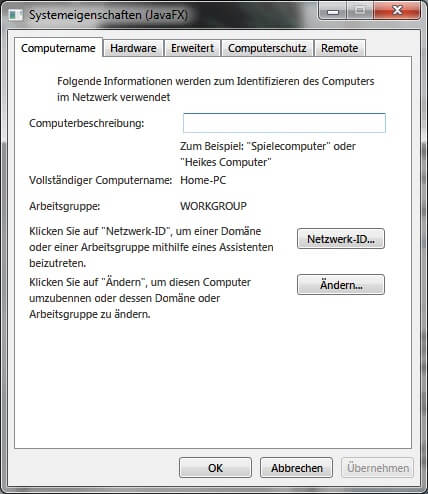 Systemeigenschaften (JavaFX)
Computername Hardware Erweitert Computerschutz Remote
Folgende Informationen werden zum Identifizieren des Computers
im Netzwerk verwendet
Computerbeschreibung:
Zum Beispiel: "Spielecomputer" oder
"Heikes Computer"
Vollständiger Computername: Home-PC
Arbeitsgruppe: WORKGROUP
Klicken Sie auf "Netzwerk-ID", um einer Domäne
oder einer Arbeitsgruppe mithilfe eines Assistenten
beizutreten.
Netzwerk-ID...
Klicken Sie auf "Ändern", um diesen Computer
umzubennen oder dessen Domäne oder
Arbeitsgruppe zu ändern.
Ändern...
OK Abbrechen Übernehmen